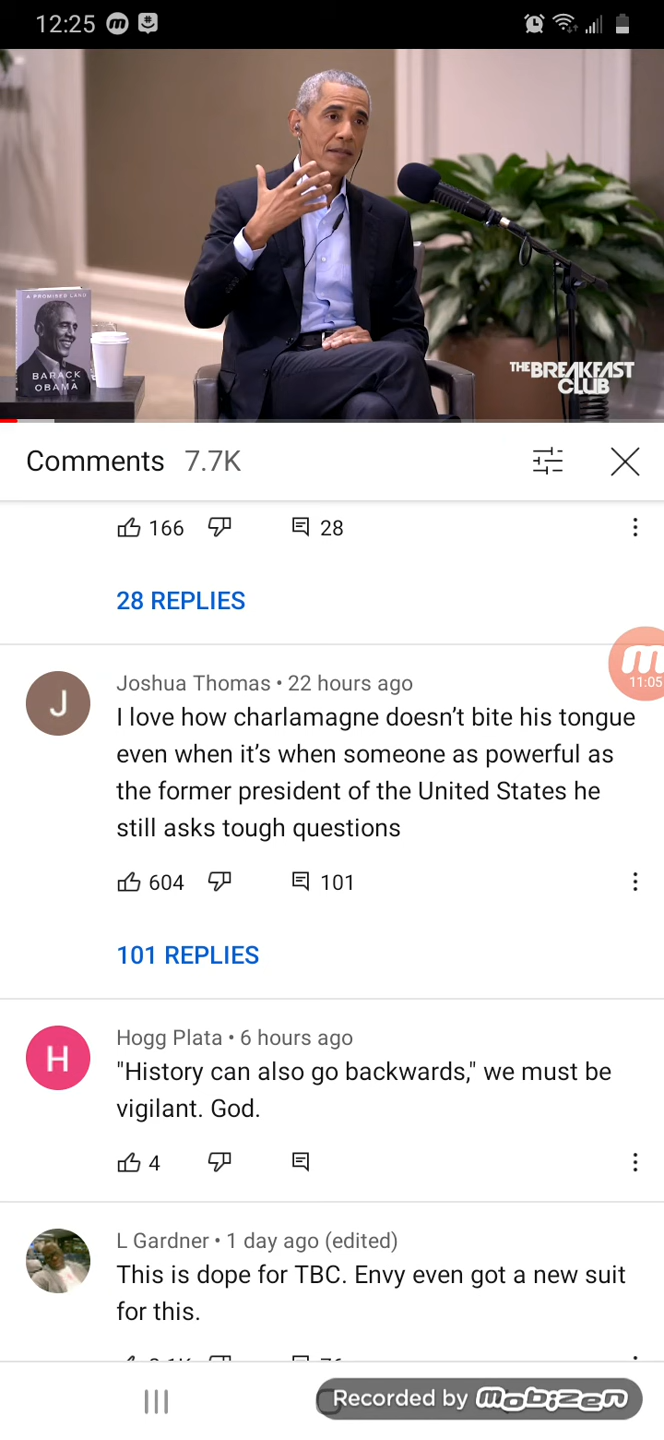 12:25
A PROMISED LAND
BARACK
OBAMA
THE BREAKFAST
CLUB
Comments 7.7K
166 28
28 REPLIES
11:05
J
Joshua Thomas • 22 hours ago
I love how charlamagne doesn’t bite his tongue
even when it’s when someone as powerful as
the former president of the United States he
still asks tough questions
604 101
101 REPLIES
H
Hogg Plata • 6 hours ago
"History can also go backwards," we must be
vigilant. God.
4
L Gardner • 1 day ago (edited)
This is dope for TBC. Envy even got a new suit
for this.
Recorded by mobizen